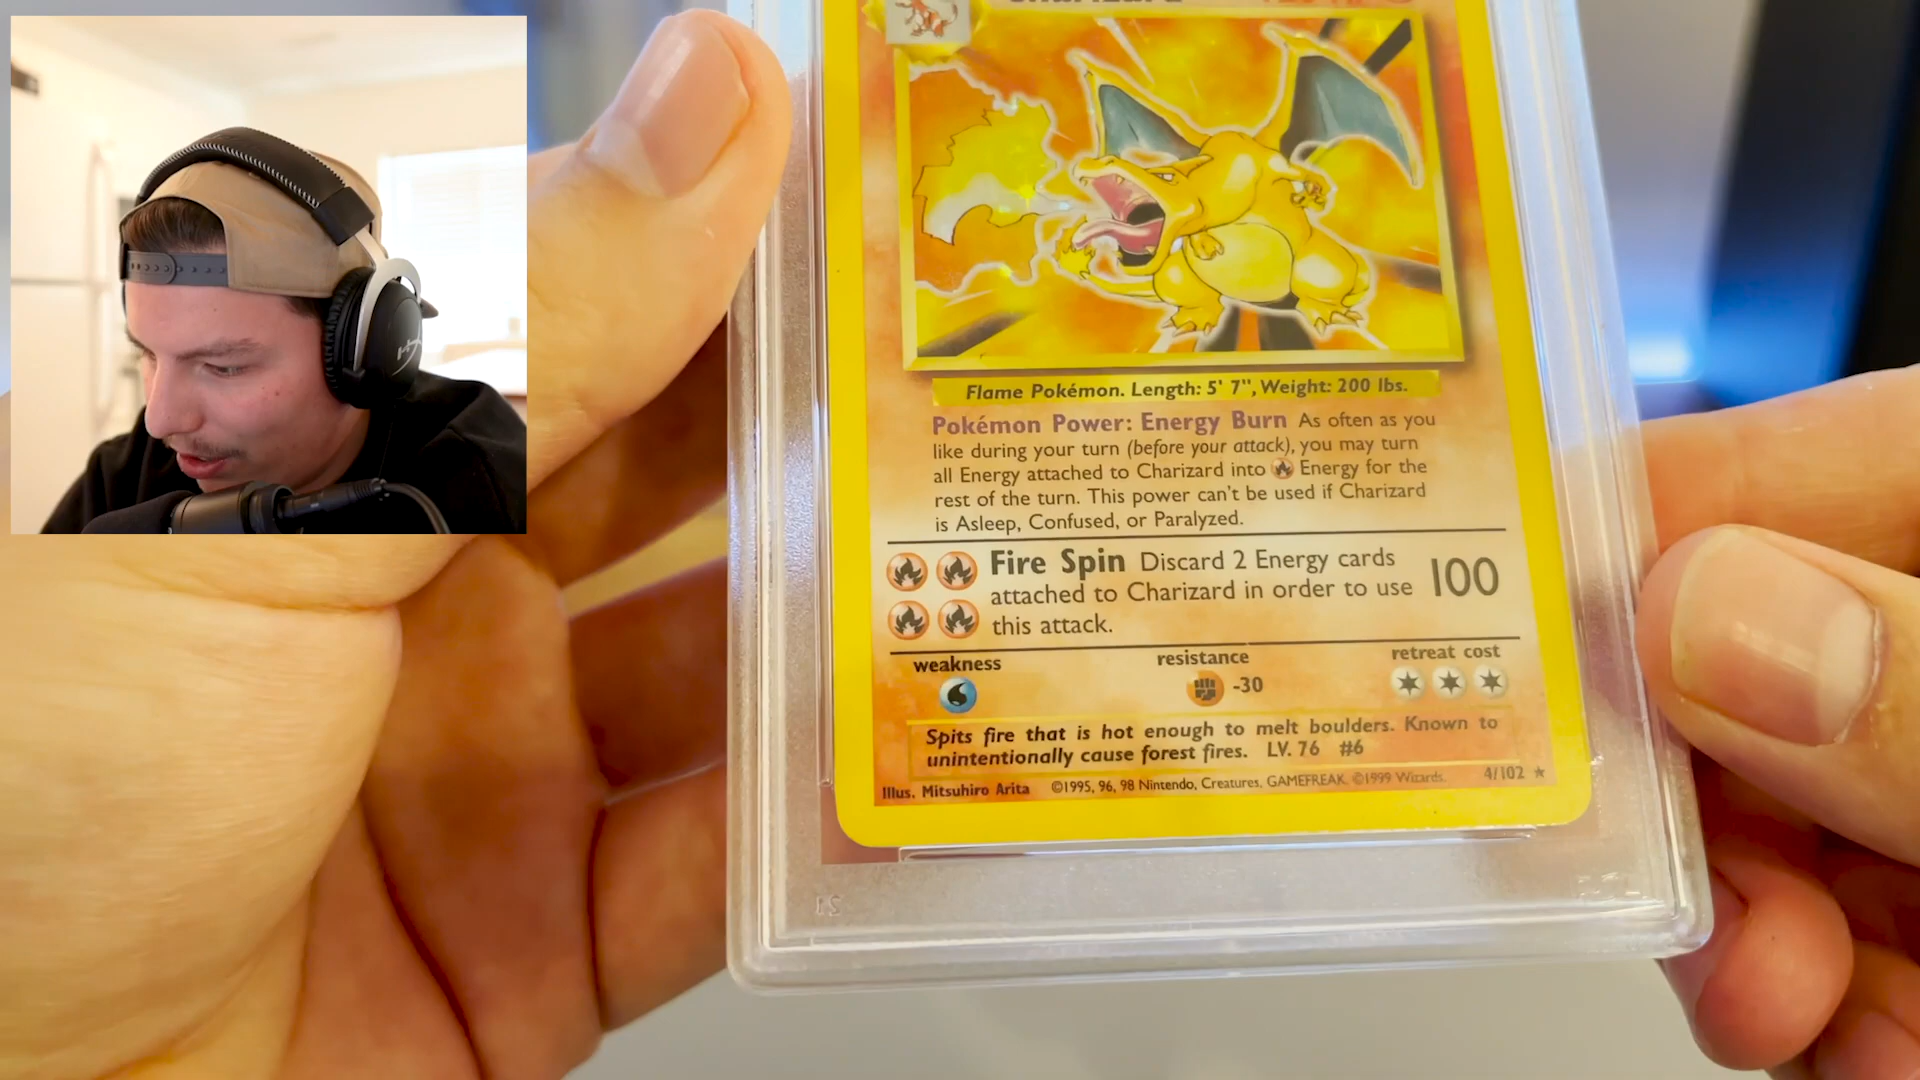 Flame Pokémon. Length: 5' 7", Weight: 200 lbs.
Pokémon Power: Energy Burn As often as you
like during your turn (before your attack), you may turn
all Energy attached to Charizard into Energy for the
rest of the turn. This power can't be used if Charizard
is Asleep, Confused, or Paralyzed.
Fire Spin Discard 2 Energy cards
attached to Charizard in order to use
this attack.
100
weakness
resistance
retreat cost
-30
Spits fire that is hot enough to melt boulders. Known to
unintentionally cause forest fires. LV. 76 #6
Illus. Mitsuhiro Arita ©1995, 96, 98 Nintendo, Creatures, GAMEFREAK. ©1999 Wizards. 4/102 ★